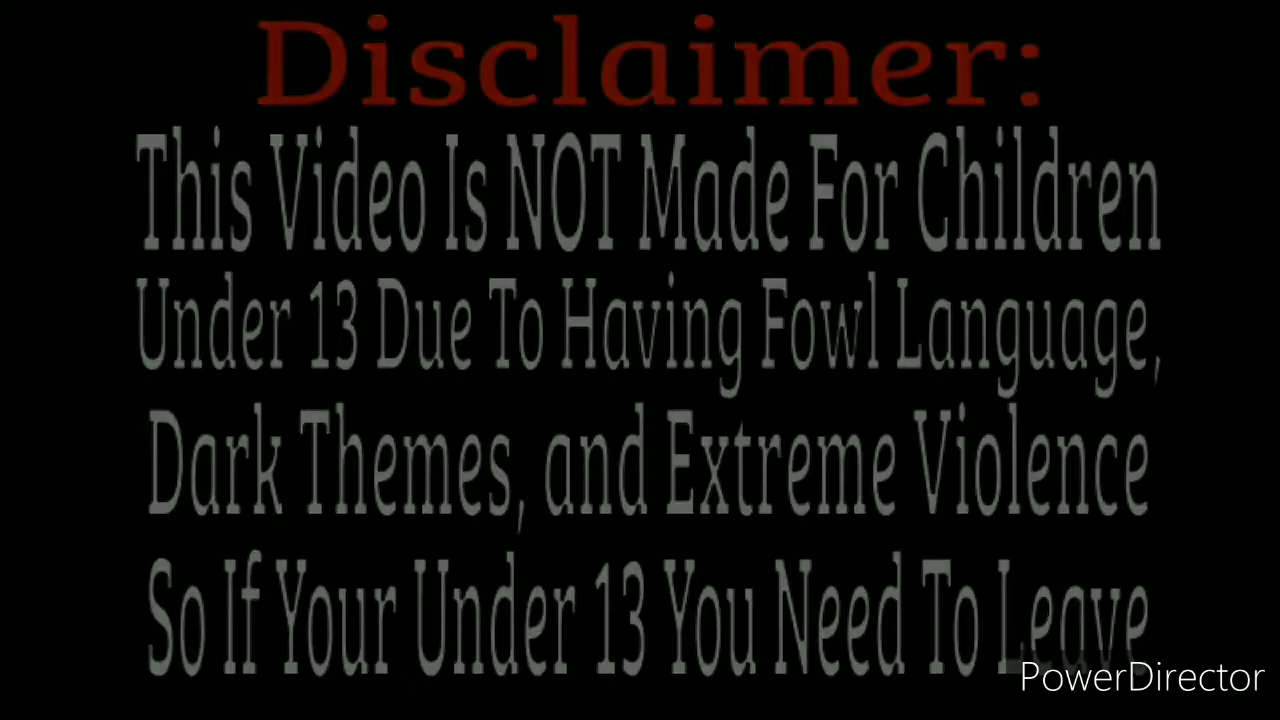 Disclaimer:
This Video Is NOT Made For Children
Under 13 Due To Having Fowl Language,
Dark Themes, and Extreme Violence
So If Your Under 13 You Need To Leave
PowerDirector